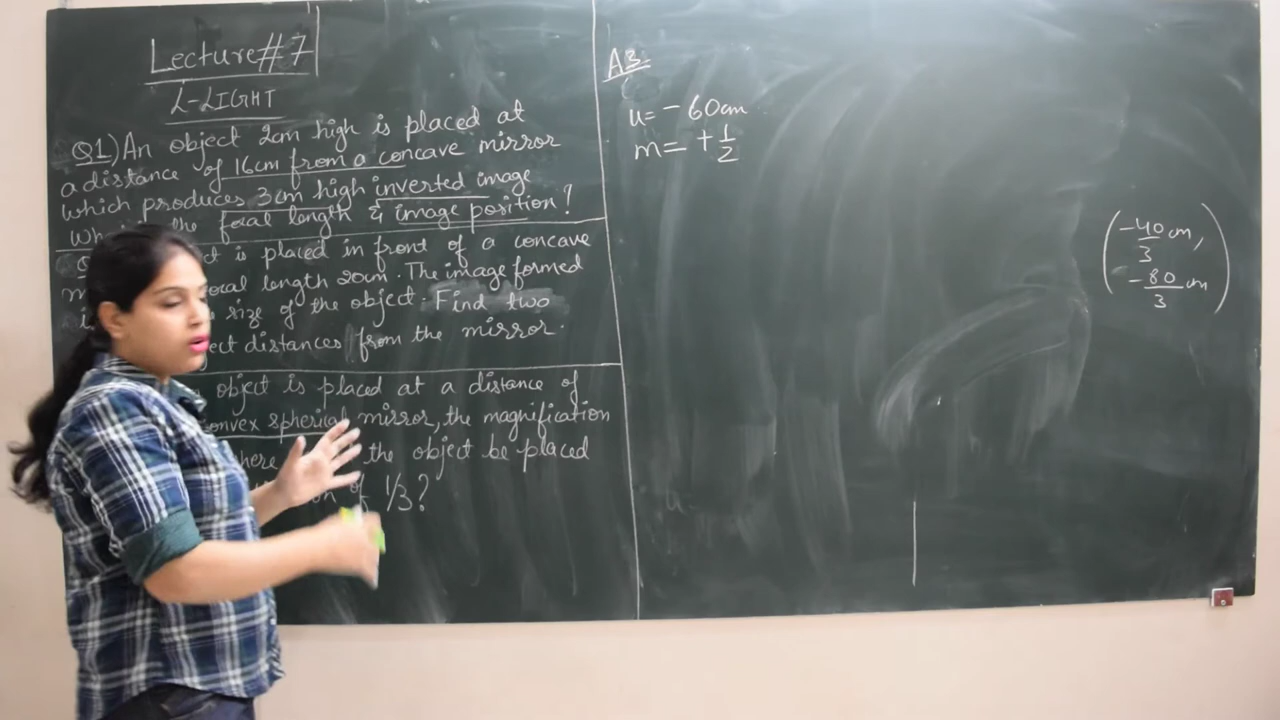 Lecture#7
L-LIGHT
Q1) An object 2cm high is placed at
a distance of 16cm from a concave mirror
which produces 3cm high inverted image
the focal length & image position?
is placed in front of a concave
length 20cm. The image formed
size of the object. Find two
distances from the mirror.
object is placed at a distance of
spherical mirror, the magnification
the object be placed
of 1/3?
A3:
u= - 60cm
m= + 1/2
(-40/3 cm,
-80/3 cm)